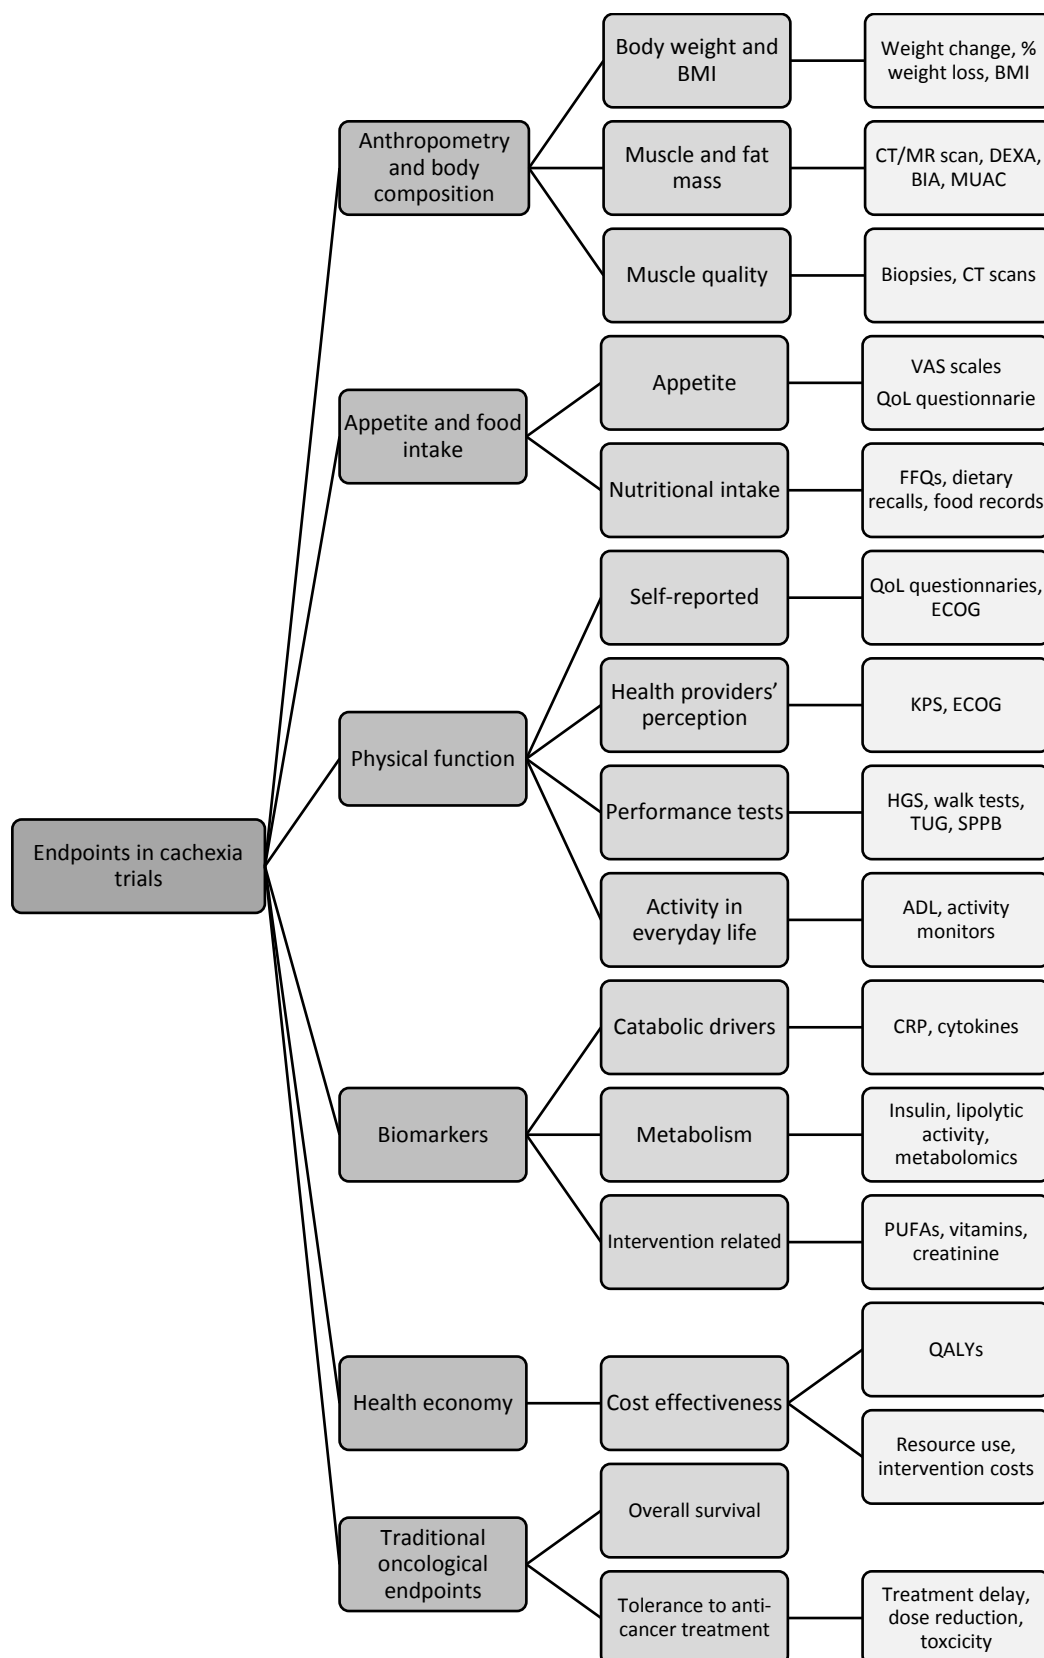 Body weight and
BMI
Weight change, %
weight loss, BMI
Anthropometry
and body
composition
Muscle and fat
mass
CT/MR scan, DEXA,
BIA, MUAC
Muscle quality
Biopsies, CT scans
Appetite and food
intake
Appetite
VAS scales
QoL questionnarie
Nutritional intake
FFQs, dietary
recalls, food records
Endpoints in cachexia
trials
Physical function
Self-reported
QoL questionnaries,
ECOG
Health providers’
perception
KPS, ECOG
Performance tests
HGS, walk tests,
TUG, SPPB
Activity in
everyday life
ADL, activity
monitors
Biomarkers
Catabolic drivers
CRP, cytokines
Metabolism
Insulin, lipolytic
activity,
metabolomics
Intervention related
PUFAs, vitamins,
creatinine
Health economy
Cost effectiveness
QALYs
Resource use,
intervention costs
Traditional
oncological
endpoints
Overall survival
Tolerance to anti-
cancer treatment
Treatment delay,
dose reduction,
toxcicity